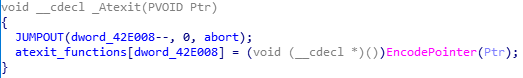 void __cdecl _Atexit(PVOID Ptr)
{
  JUMPOUT(dword_42E008--, 0, abort);
  atexit_functions[dword_42E008] = (void (__cdecl *)())EncodePointer(Ptr);
}